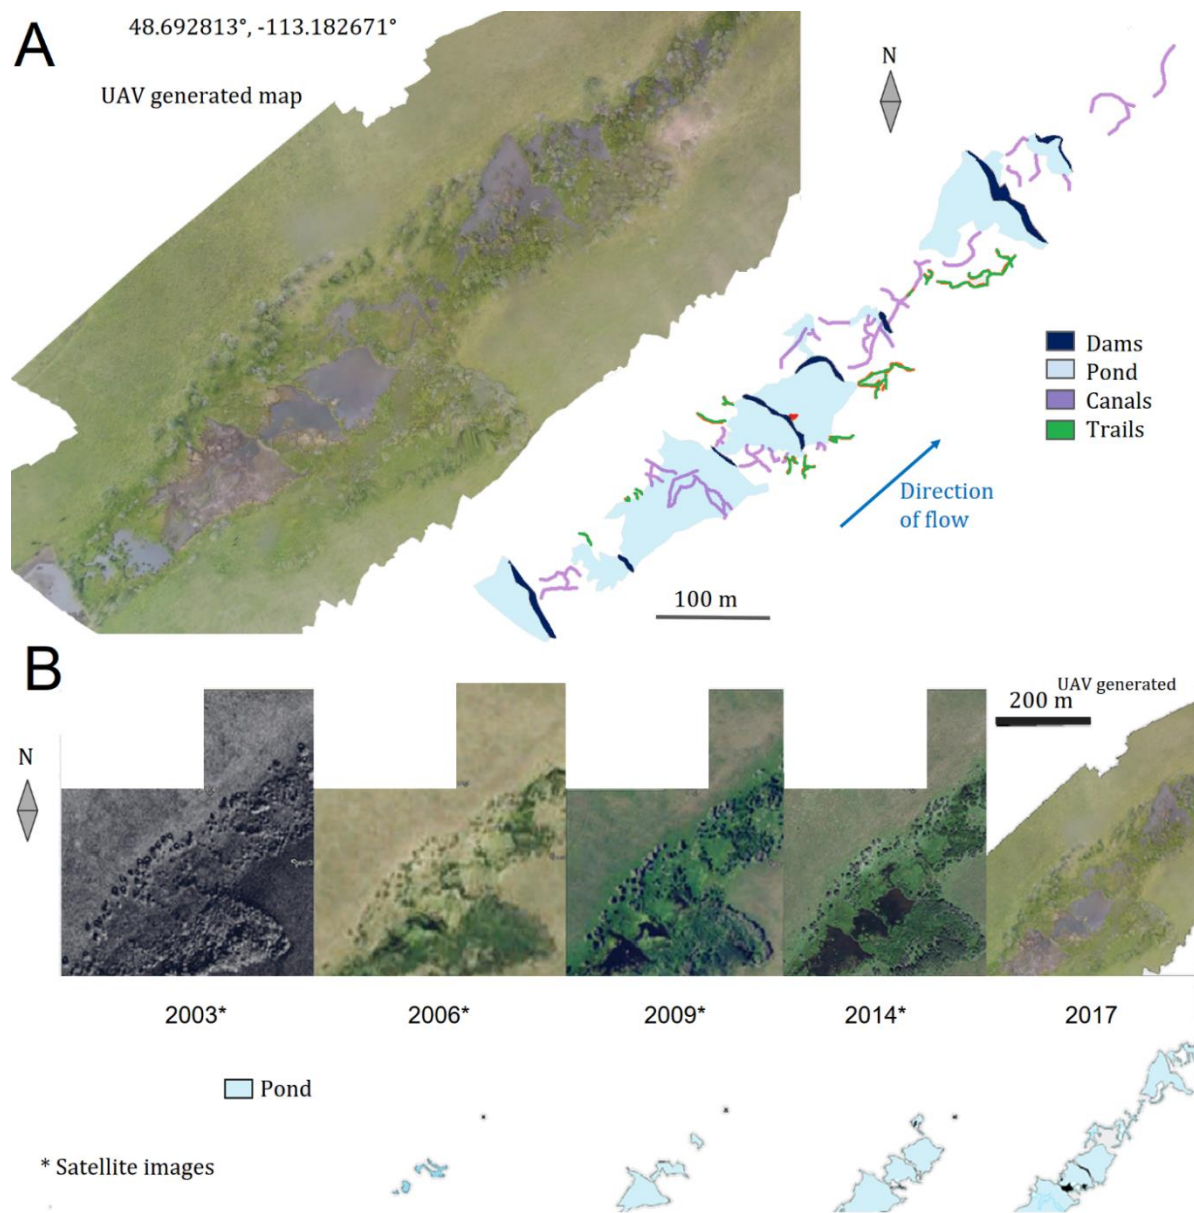 A
48.692813°, -113.182671°
UAV generated map
N
Dams
Pond
Canals
Trails
Direction
of flow
100 m
B
UAV generated
200 m
N
2003*
2006*
2009*
2014*
2017
Pond
* Satellite images